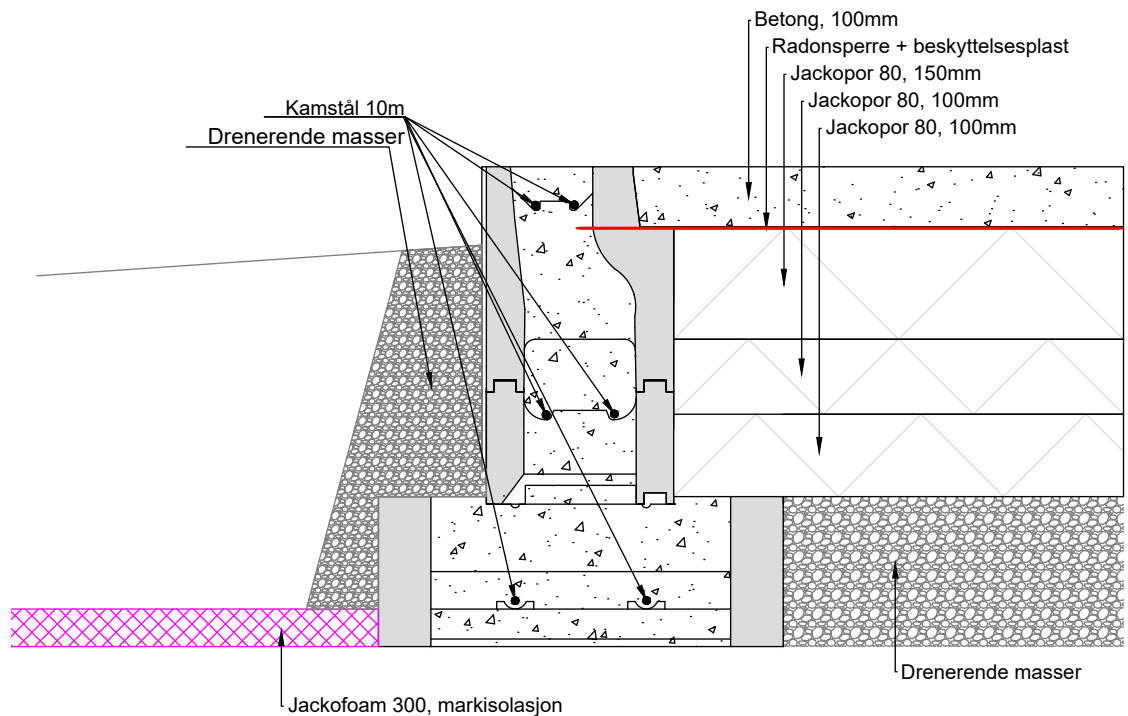 Betong, 100mm
Radonsperre + beskyttelsesplast
Jackopor 80, 150mm
Jackopor 80, 100mm
Jackopor 80, 100mm
Kamstål 10m
Drenerende masser
Drenerende masser
Jackofoam 300, markisolasjon